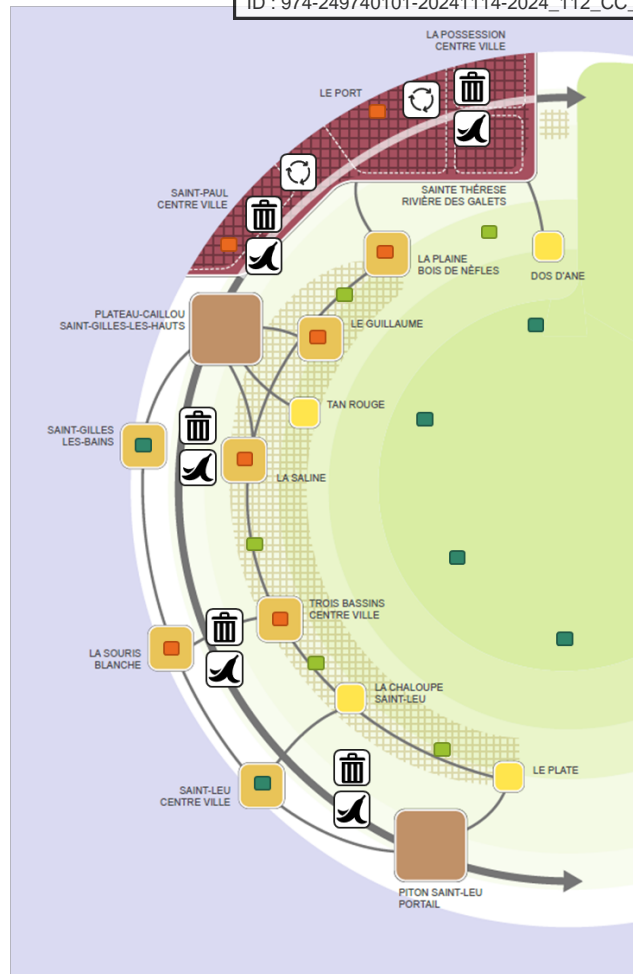 ID : 974-249740101-20241114-2024_112_CC_
LA POSSESSION
CENTRE VILLE
LE PORT
SAINT-PAUL
CENTRE VILLE
SAINTE THÉRESE
RIVIÈRE DES GALETS
LA PLAINE
BOIS DE NÈFLES
DOS D'ANE
PLATEAU-CAILLOU
SAINT-GILLES-LES-HAUTS
LE GUILLAUME
TAN ROUGE
SAINT-GILLES
LES-BAINS
LA SALINE
TROIS BASSINS
CENTRE VILLE
LA SOURIS
BLANCHE
LA CHALOUPE
SAINT-LEU
LE PLATE
SAINT-LEU
CENTRE VILLE
PITON SAINT-LEU
PORTAIL